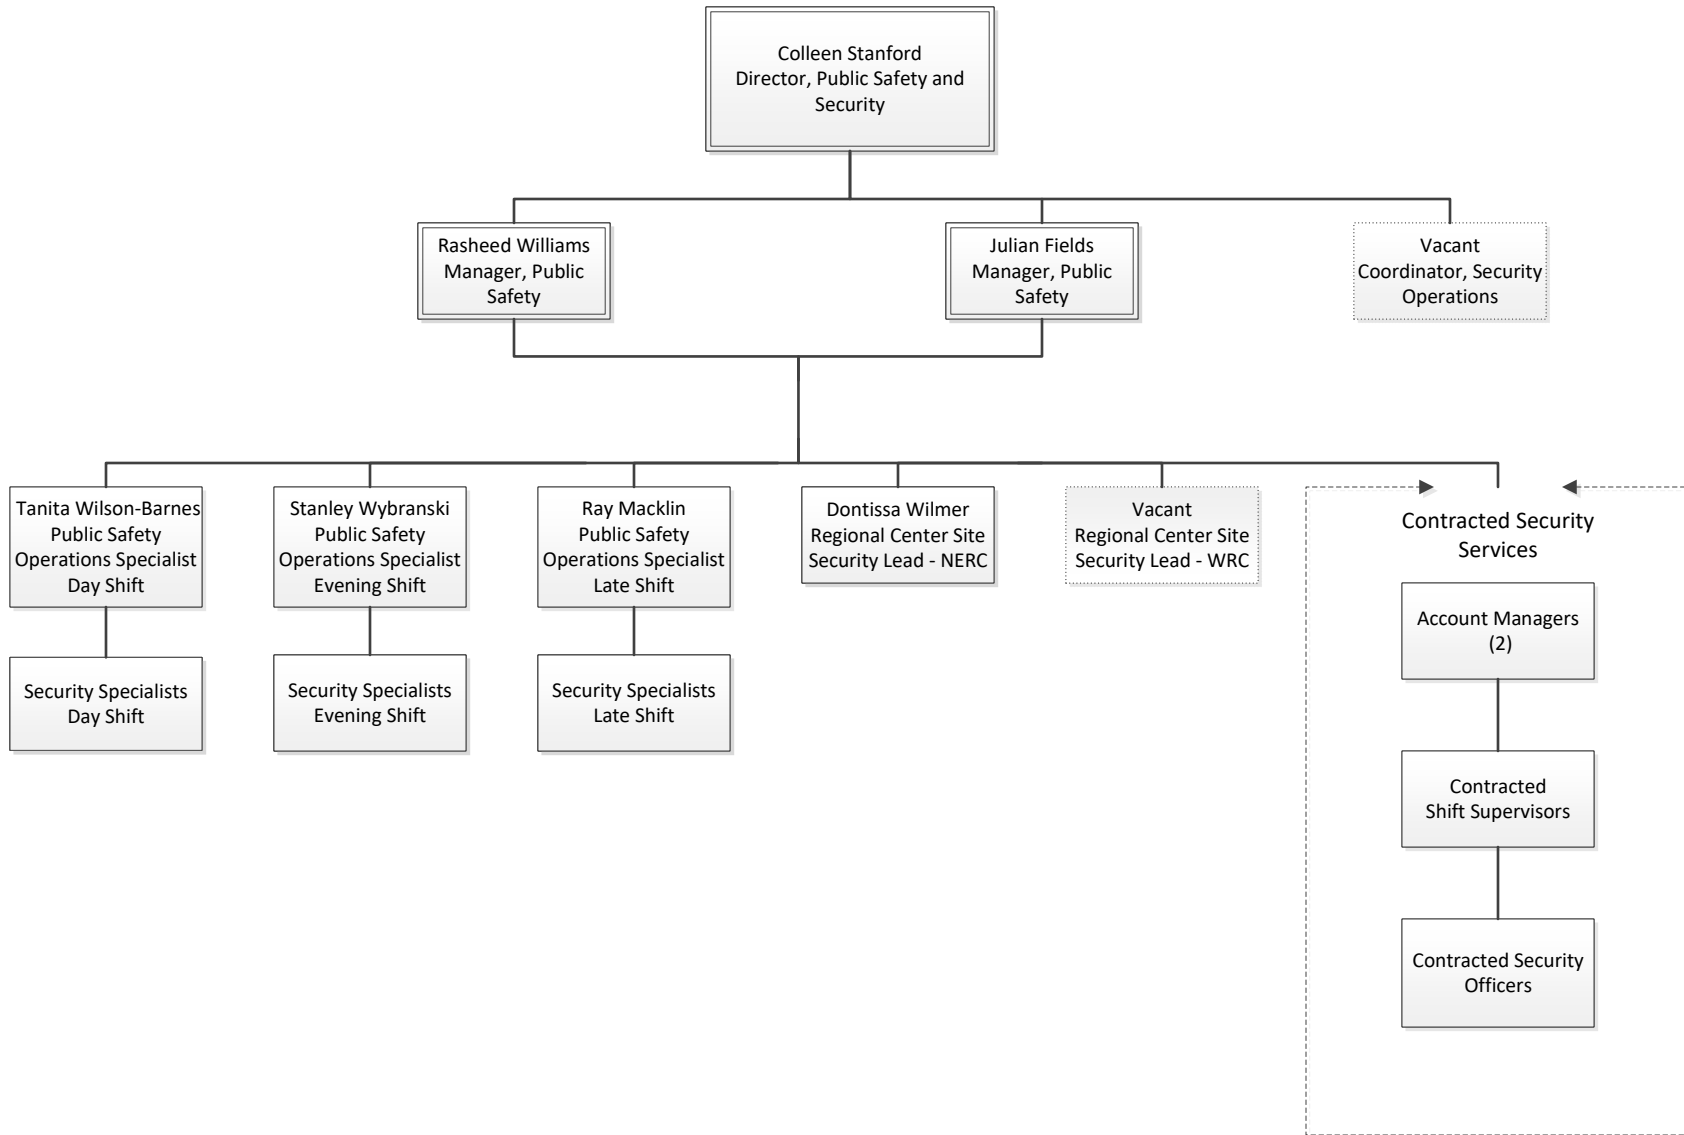 Colleen Stanford
Director, Public Safety and
Security
Rasheed Williams
Manager, Public
Safety
Julian Fields
Manager, Public
Safety
Vacant
Coordinator, Security
Operations
Tanita Wilson-Barnes
Public Safety
Operations Specialist
Day Shift
Stanley Wybranski
Public Safety
Operations Specialist
Evening Shift
Ray Macklin
Public Safety
Operations Specialist
Late Shift
Dontissa Wilmer
Regional Center Site
Security Lead - NERC
Vacant
Regional Center Site
Security Lead - WRC
Contracted Security
Services
Account Managers
(2)
Security Specialists
Day Shift
Security Specialists
Evening Shift
Security Specialists
Late Shift
Contracted
Shift Supervisors
Contracted Security
Officers